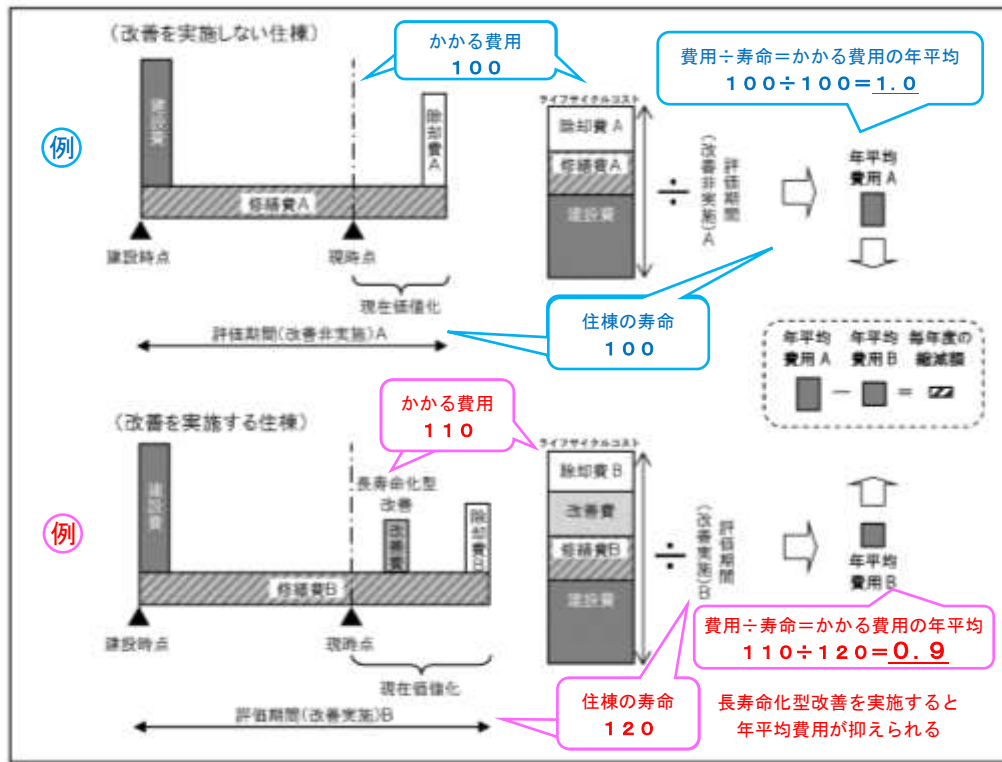 (改善を実施しない住棟)
かかる費用
100
費用÷寿命=かかる費用の年平均
100÷100=1.0
例
建設費
除却費A
修繕費A
建設時点
現時点
現在価値化
評価期間(改善非実施)A
ライフサイクルコスト
除却費A
修繕費A
建設費
÷
評価期間
(改善非実施)A
年平均
費用A
住棟の寿命
100
年平均 年平均 毎年度の
費用A 費用B 縮減額
- =
(改善を実施する住棟)
かかる費用
110
例
建設費
長寿命化型
改善
改善費
除却費B
修繕費B
建設時点
現時点
現在価値化
評価期間(改善実施)B
ライフサイクルコスト
除却費B
改善費
修繕費B
建設費
÷
評価期間
(改善実施)B
年平均
費用B
費用÷寿命=かかる費用の年平均
110÷120=0.9
住棟の寿命
120
長寿命化型改善を実施すると
年平均費用が抑えられる